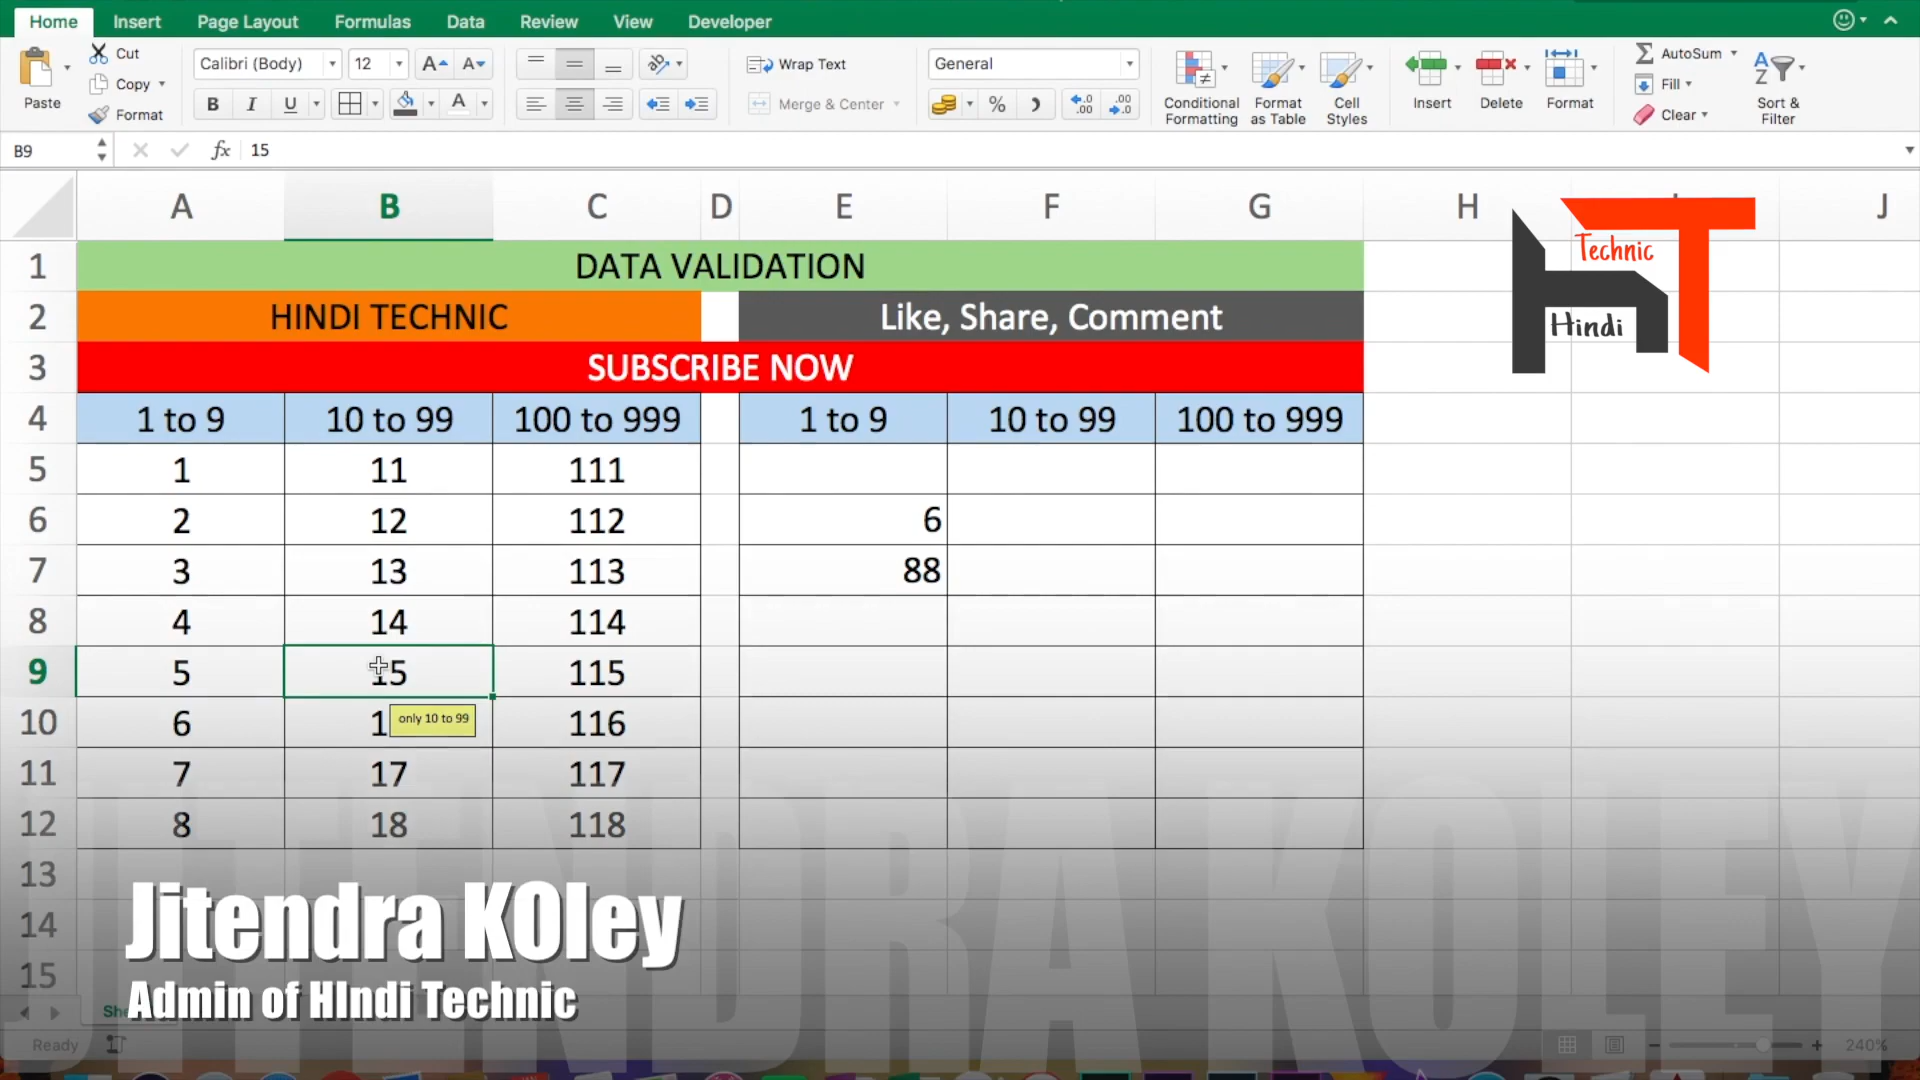 Home Insert Page Layout Formulas Data Review View Developer
Cut
Calibri (Body) 12 Wrap Text General AutoSum
Copy Fill
Paste Format B I U Merge & Center % Conditional Formatting Format as Table Cell Styles Insert Delete Format Clear Sort & Filter
B9 fx 15
A B C D E F G H J
1 DATA VALIDATION
2 HINDI TECHNIC Like, Share, Comment
3 SUBSCRIBE NOW
4 1 to 9 10 to 99 100 to 999 1 to 9 10 to 99 100 to 999
5 1 11 111
6 2 12 112 6
7 3 13 113 88
8 4 14 114
9 5 15 115
10 6 1 116
only 10 to 99
11 7 17 117
12 8 18 118
13
14
15
Technic
Hindi
Jitendra KOley
Admin of HIndi Technic
JITENDRA KOLEY
Ready 240%